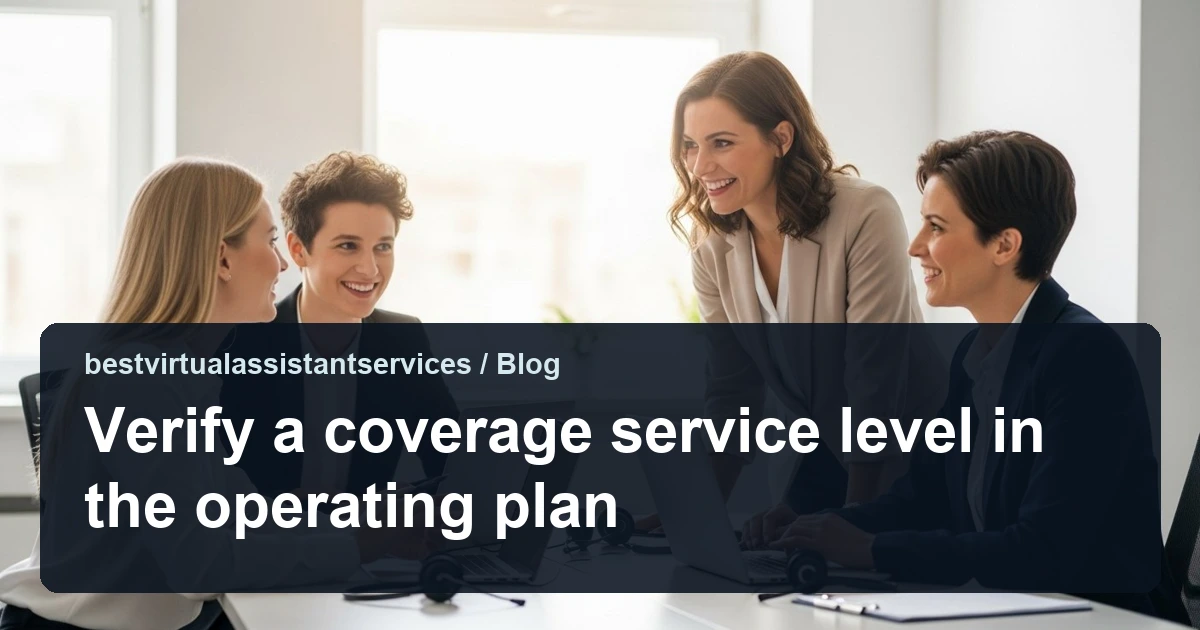 bestvirtualassistantservices / Blog
Verify a coverage service level in
the operating plan